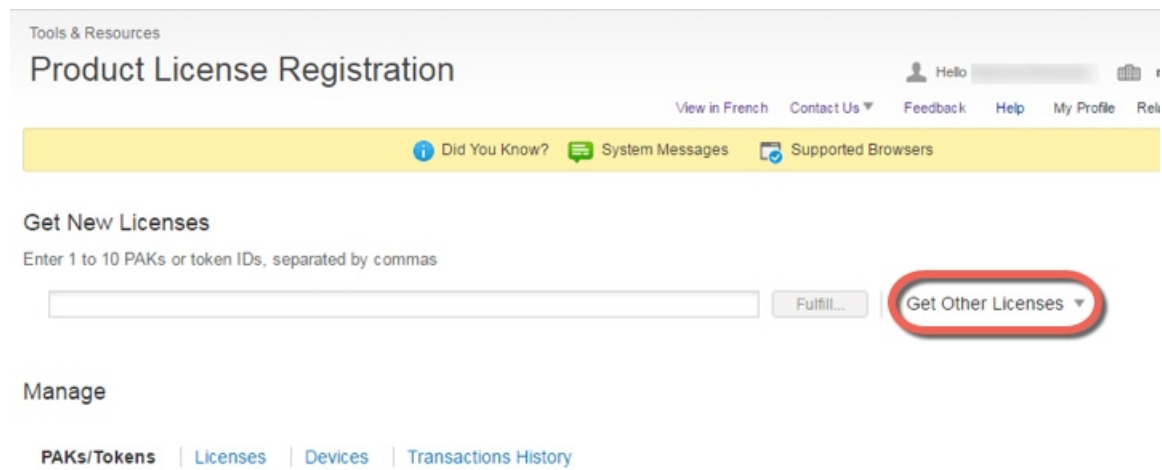 Tools & Resources
Product License Registration
Hello
View in French Contact Us Feedback Help My Profile
Did You Know? System Messages Supported Browsers
Get New Licenses
Enter 1 to 10 PAKs or token IDs, separated by commas
Fulfill... Get Other Licenses
Manage
PAKs/Tokens Licenses Devices Transactions History